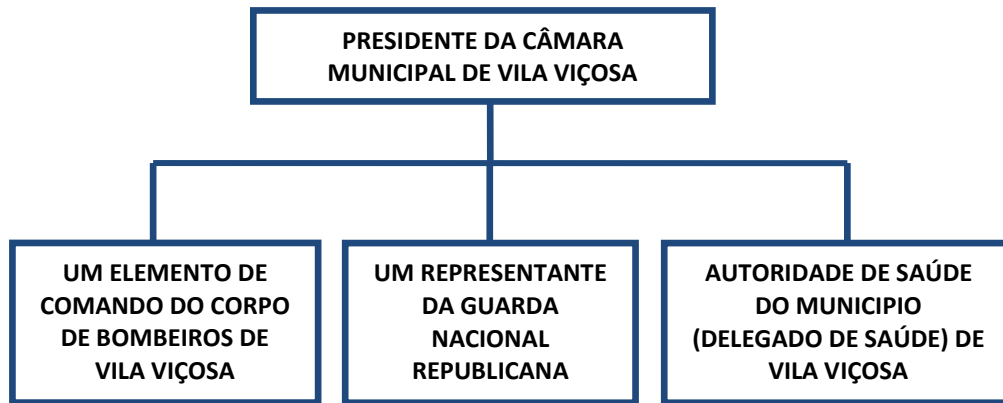 PRESIDENTE DA CÂMARA
MUNICIPAL DE VILA VIÇOSA
UM ELEMENTO DE
COMANDO DO CORPO
DE BOMBEIROS DE
VILA VIÇOSA
UM REPRESENTANTE
DA GUARDA
NACIONAL
REPUBLICANA
AUTORIDADE DE SAÚDE
DO MUNICIPIO
(DELEGADO DE SAÚDE) DE
VILA VIÇOSA